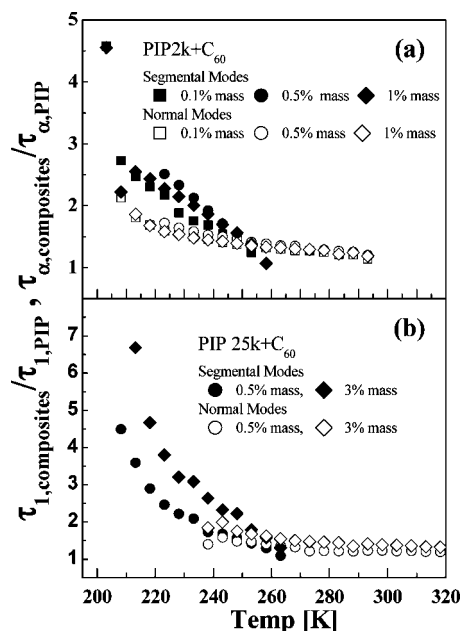 τ1,composites/τ1,PIP , τα,composites/τα,PIP
5
4
3
2
1
(a)
PIP2k+C60
Segmental Modes
■ 0.1% mass ● 0.5% mass ◆ 1% mass
Normal Modes
□ 0.1% mass ○ 0.5% mass ◇ 1% mass
7
6
5
4
3
2
1
(b)
PIP 25k+C60
Segmental Modes
● 0.5% mass, ◆ 3% mass
Normal Modes
○ 0.5% mass, ◇ 3% mass
200 220 240 260 280 300 320
Temp [K]